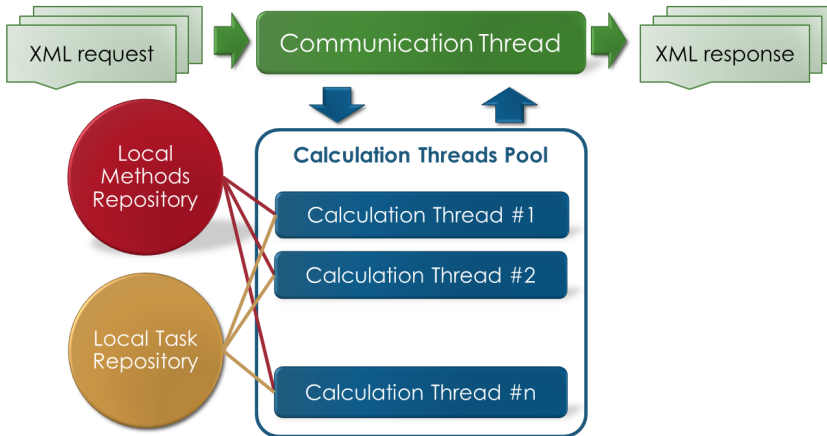 XML request
Communication Thread
XML response
Local
Methods
Repository
Calculation Threads Pool
Calculation Thread #1
Calculation Thread #2
Local Task
Repository
Calculation Thread #n